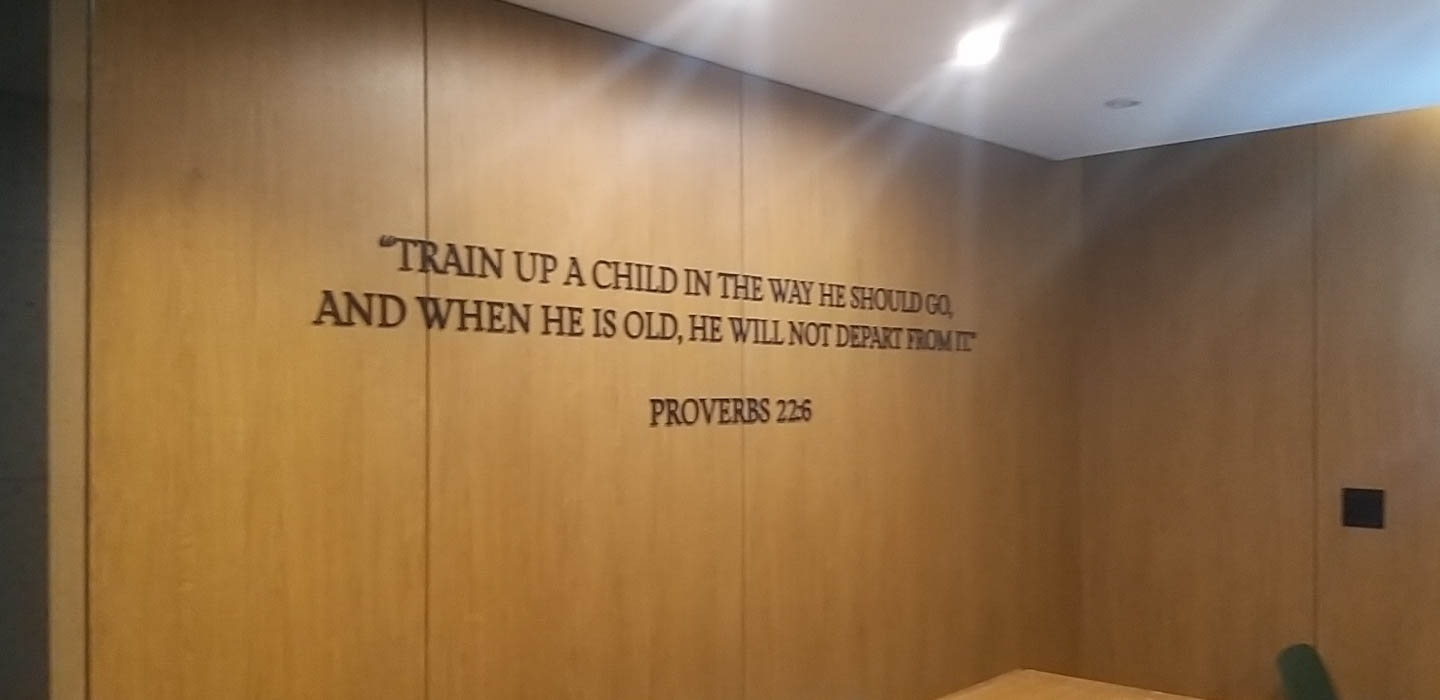 “TRAIN UP A CHILD IN THE WAY HE SHOULD GO,
AND WHEN HE IS OLD, HE WILL NOT DEPART FROM IT.”
PROVERBS 22:6